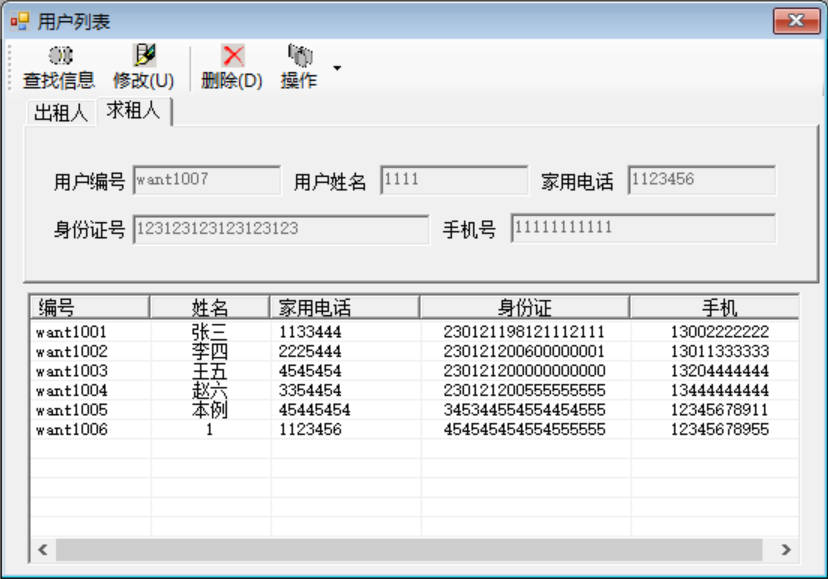 用户列表
查找信息 修改(U) 删除(D) 操作
出租人 求租人
用户编号 want1007 用户姓名 1111 家用电话 1123456
身份证号 123123123123123123 手机号 11111111111
编号 姓名 家用电话 身份证 手机
want1001 张三 1133444 230121198121112111 13002222222
want1002 李四 2225444 230121200600000001 13011333333
want1003 王五 4545454 230121200000000000 13204444444
want1004 赵六 3354454 230121200555555555 13444444444
want1005 本例 45445454 345344554554454555 12345678911
want1006 1 1123456 454545454554555555 12345678955